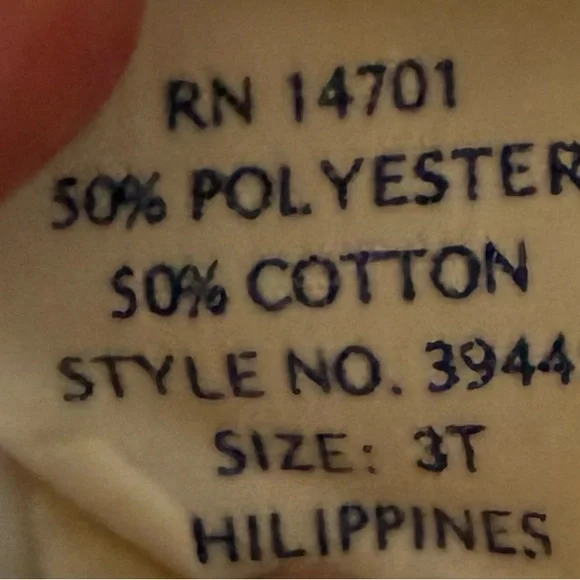 RN 14701
50% POLYESTER
50% COTTON
STYLE NO. 3944
SIZE: 3T
HILIPPINES